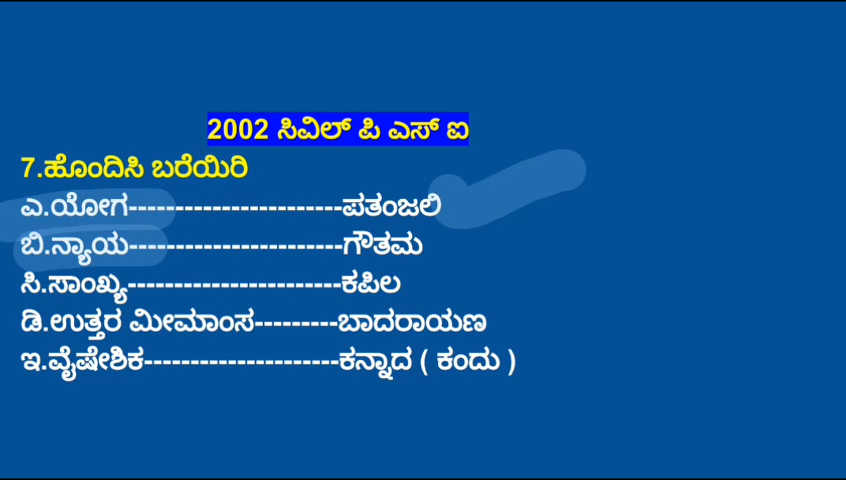 2002 ಸಿವಿಲ್ ಪಿ ಎಸ್ ಐ
7.ಹೊಂದಿಸಿ ಬರೆಯಿರಿ
ಎ.ಯೋಗ-----------------------ಪತಂಜಲಿ
ಬಿ.ನ್ಯಾಯ-----------------------ಗೌತಮ
ಸಿ.ಸಾಂಖ್ಯ-----------------------ಕಪಿಲ
ಡಿ.ಉತ್ತರ ಮೀಮಾಂಸ---------ಬಾದರಾಯಣ
ಇ.ವೈಷೇಶಿಕ---------------------ಕನ್ನಾದ ( ಕಂದು )